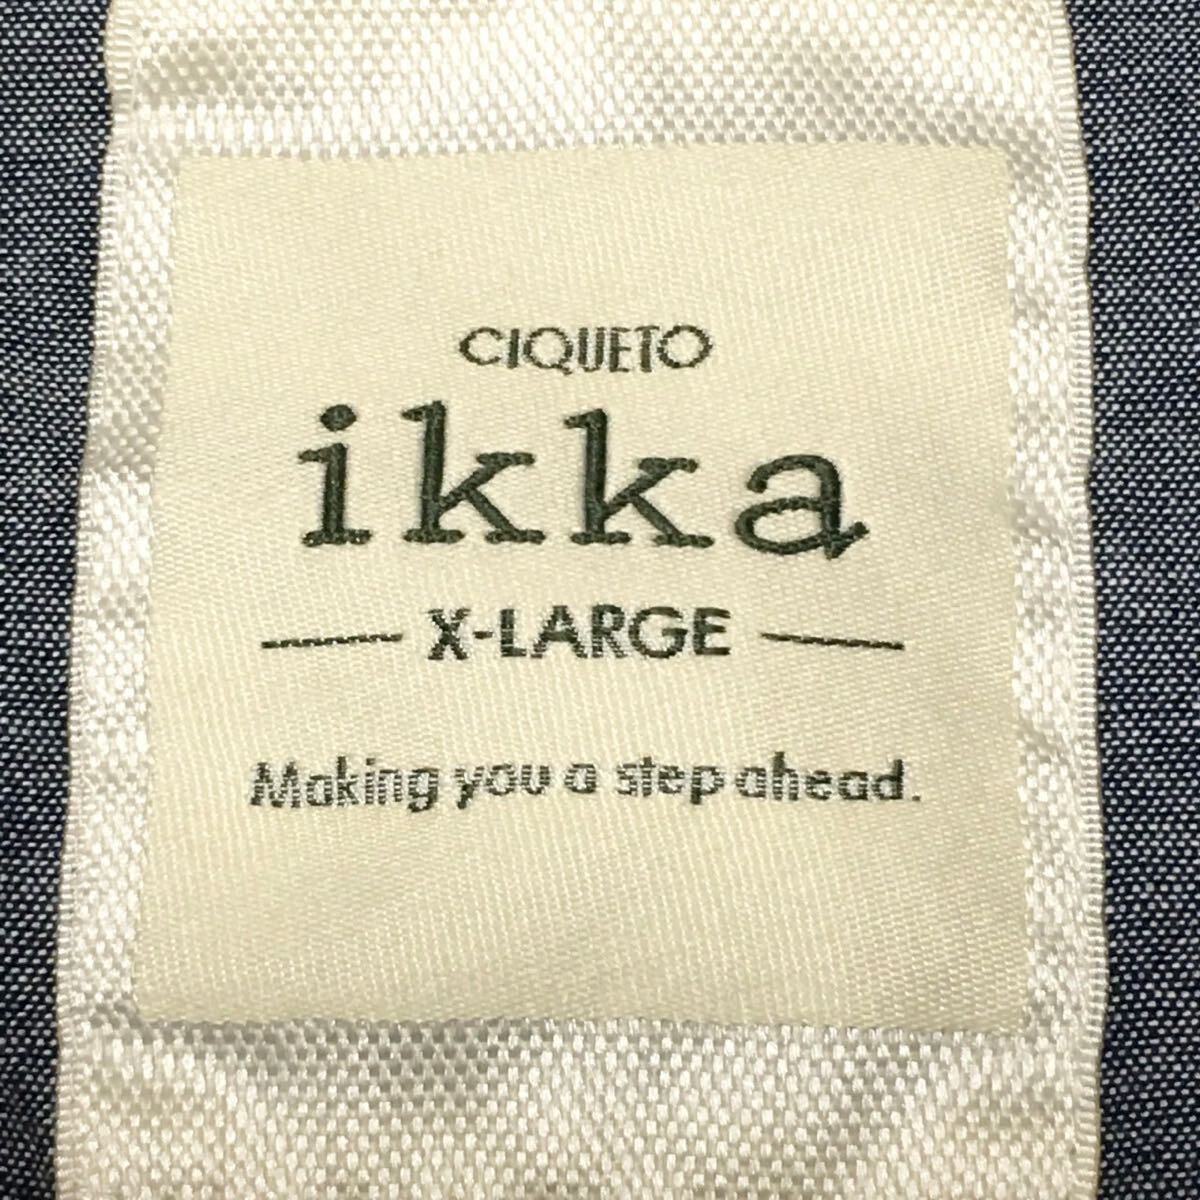 CIQUETO
ikka
X-LARGE
Making you a step ahead.